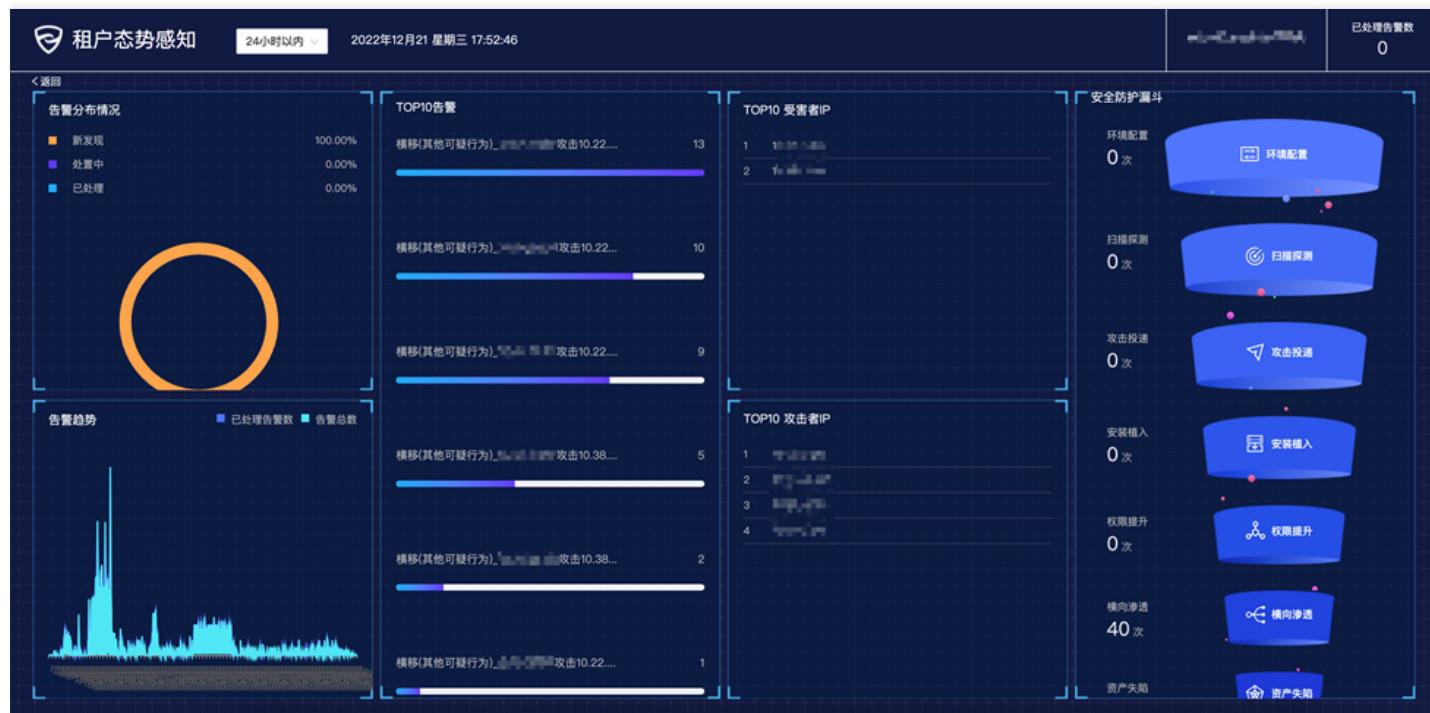 租户态势感知
24小时以内
2022年12月21 星期三 17:52:46
已处理告警数
0
<返回
告警分布情况
新发现 100.00%
处置中 0.00%
已处理 0.00%
TOP10告警
横移(其他可疑行为)_ 攻击10.22.... 13
横移(其他可疑行为)_ 攻击10.22... 10
横移(其他可疑行为)_ 攻击10.22.... 9
横移(其他可疑行为)_ 攻击10.38.... 5
横移(其他可疑行为)_ 攻击10.38... 2
横移(其他可疑行为)_ 攻击10.22.... 1
TOP10 受害者IP
1
2
告警趋势
已处理告警数 告警总数
TOP10 攻击者IP
1
2
3
4
安全防护漏斗
环境配置
0 次
环境配置
扫描探测
0 次
扫描探测
攻击投递
0 次
攻击投递
安装植入
0 次
安装植入
权限提升
0 次
权限提升
横向渗透
40 次
横向渗透
资产失陷
资产失陷